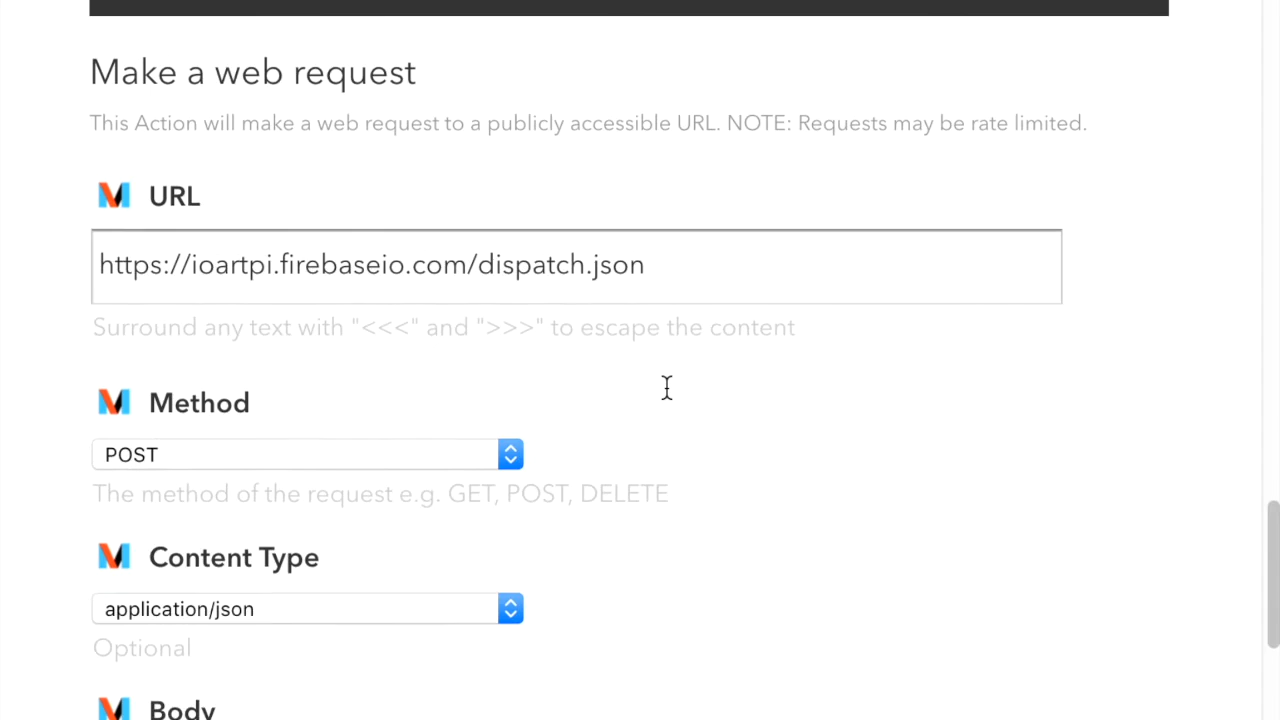 Make a web request
This Action will make a web request to a publicly accessible URL. NOTE: Requests may be rate limited.
URL
https://ioartpi.firebaseio.com/dispatch.json
Surround any text with "<<<" and ">>>" to escape the content
Method
POST
The method of the request e.g. GET, POST, DELETE
Content Type
application/json
Optional
Body